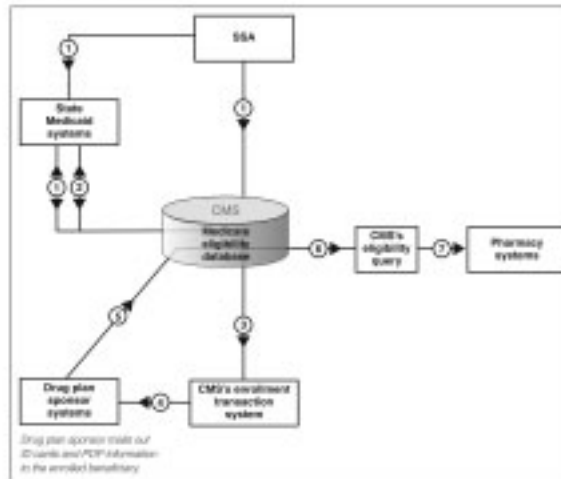 SSA
1
1
State
Medicaid
systems
1
2
CMS
Medicare
eligibility
database
6
CMS's
eligibility
query
7
Pharmacy
systems
5
3
Drug plan
sponsor
systems
4
CMS's enrollment
transaction
system
Drug plan sponsor mails out
ID cards and PDP information
to the enrolled beneficiary.